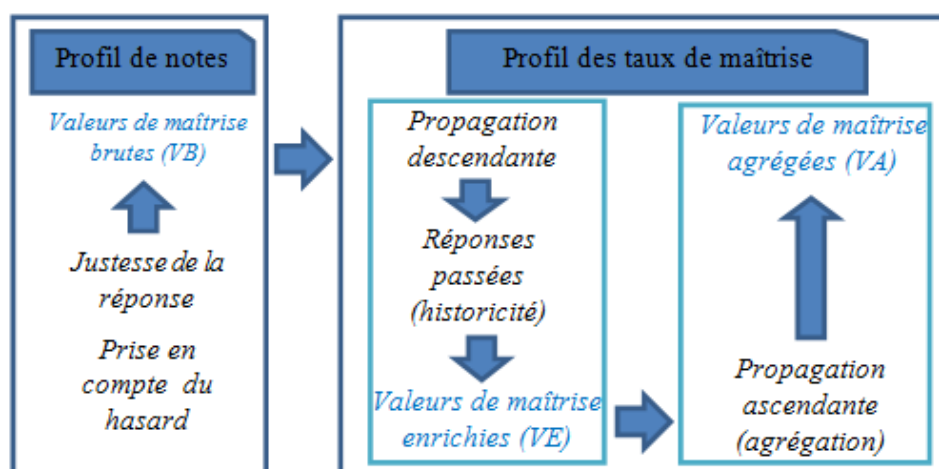 Profil de notes
Valeurs de maîtrise
brutes (VB)
Justesse de la
réponse
Prise en
compte du
hasard
Profil des taux de maîtrise
Propagation
descendante
Réponses
passées
(historicité)
Valeurs de maîtrise
enrichies (VE)
Valeurs de maîtrise
agrégées (VA)
Propagation
ascendante
(agrégation)